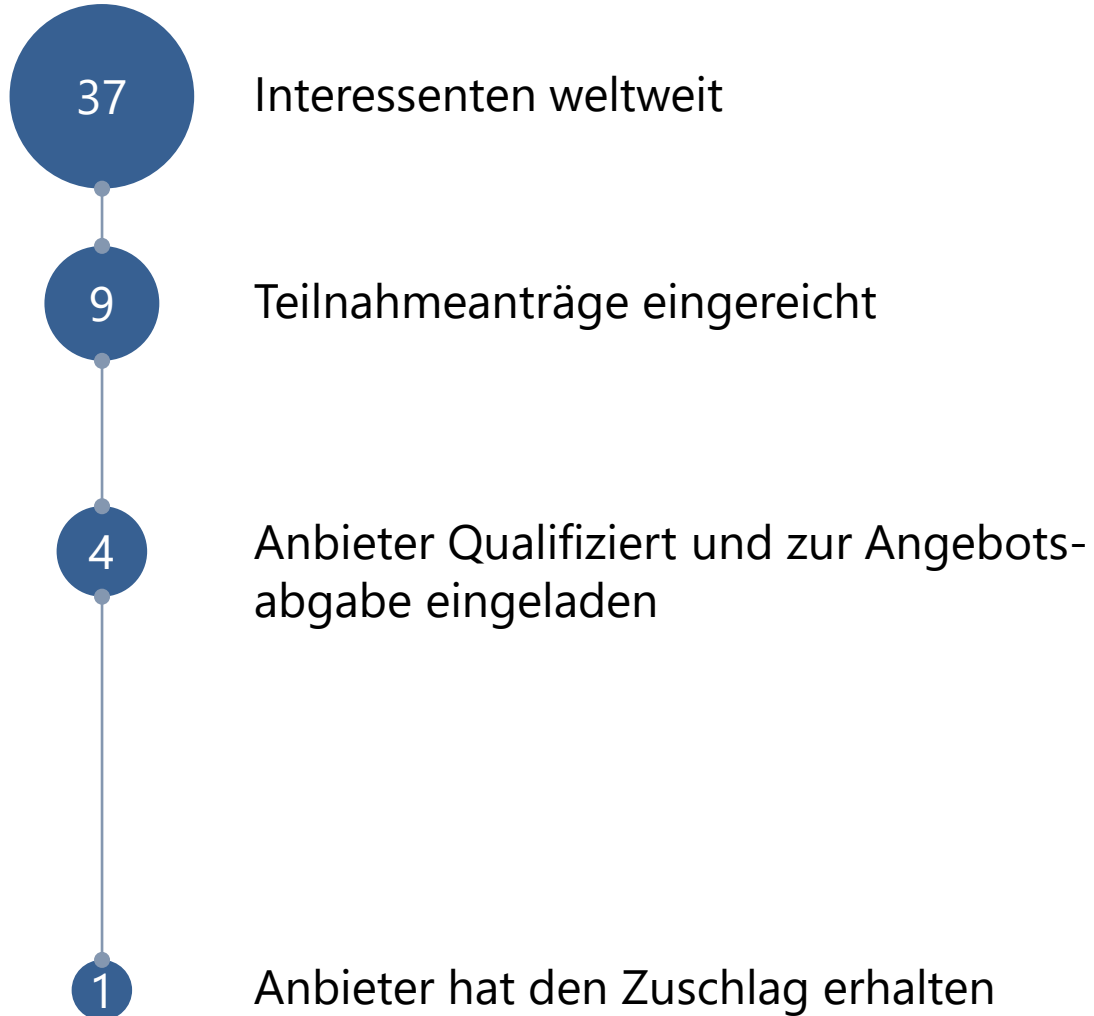 37
Interessenten weltweit
9
Teilnahmeanträge eingereicht
4
Anbieter Qualifiziert und zur Angebots-
abgabe eingeladen
1
Anbieter hat den Zuschlag erhalten